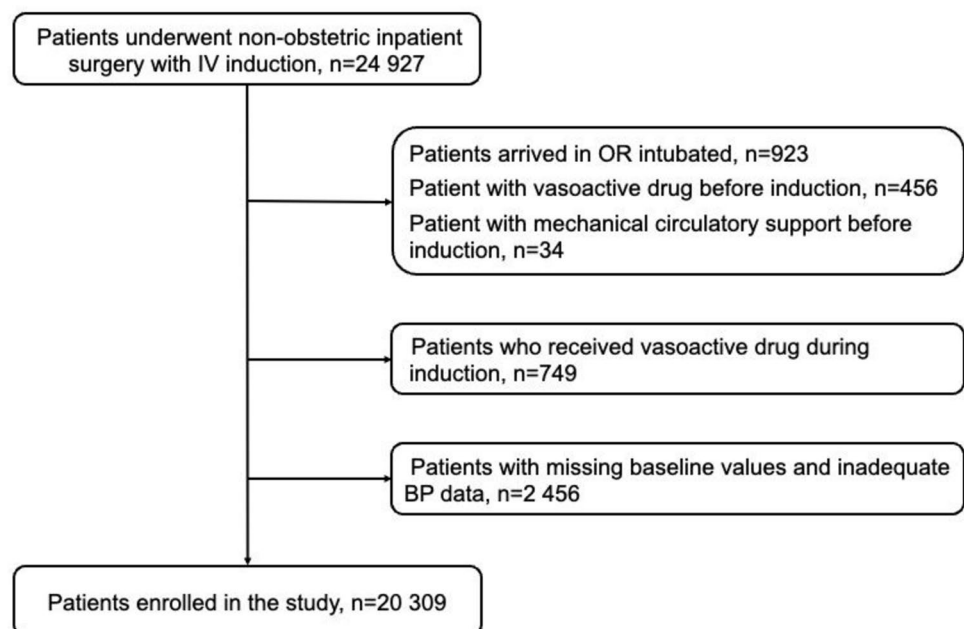 Patients underwent non-obstetric inpatient
surgery with IV induction, n=24 927
Patients arrived in OR intubated, n=923
Patient with vasoactive drug before induction, n=456
Patient with mechanical circulatory support before
induction, n=34
Patients who received vasoactive drug during
induction, n=749
Patients with missing baseline values and inadequate
BP data, n=2 456
Patients enrolled in the study, n=20 309